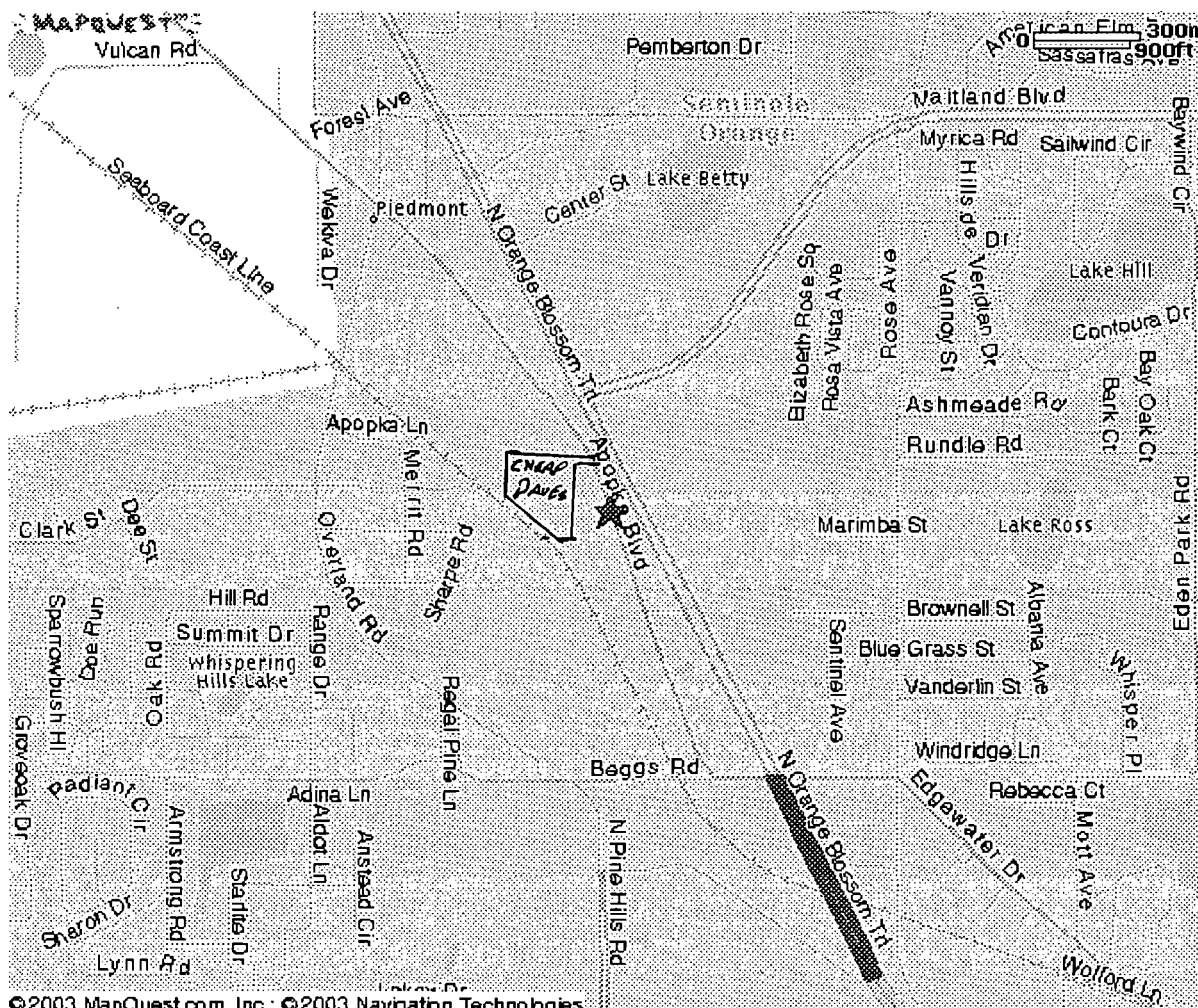 MAPQUEST
Vulcan Rd
Pemberton Dr
American Elm
0 300m
900ft
Sassafras
Forest Ave
Seminole
Orange
Maitland Blvd
Baywind Cir
Myrica Rd
Sailwind Cir
Seaboard Coast Line
Wekiva Dr
Piedmont
Center St
Lake Betty
N Orange Blossom Trl
Hills de Veridian Dr
Dr
Lake Hill
Elizabeth Rose Sq
Rosa Vista Ave
Rose Ave
Vannoy St
Contoura Dr
Apopka Ln
Merrit Rd
CHEAP
DAVES
Apopka Blvd
Ashmeade Rd
Bark Ct
Bay Oak Ct
Rundle Rd
Clark St
Dee St
Overland Rd
Sharpe Rd
Marimba St
Lake Ross
Eden Park Rd
Sparrowbush Hl
Doe Run
Oak Rd
Hill Rd
Summit Dr
Whispering
Hills Lake
Range Dr
Regal Pine Ln
Sentinel Ave
Brownell St
Albania Ave
Blue Grass St
Vanderlin St
Whisper Pl
Windridge Ln
Groveoak Dr
Radiant Cir
Adina Ln
Beggs Rd
N Orange Blossom Trl
Edgewater Dr
Rebecca Ct
Mott Ave
Armstrong Rd
Starlite Dr
Aldot Ln
Anstead Cir
N Pine Hills Rd
Sharon Dr
Lynn Rd
Wolford Ln
©2003 MapQuest.com, Inc.; ©2003 Navigation Technologies